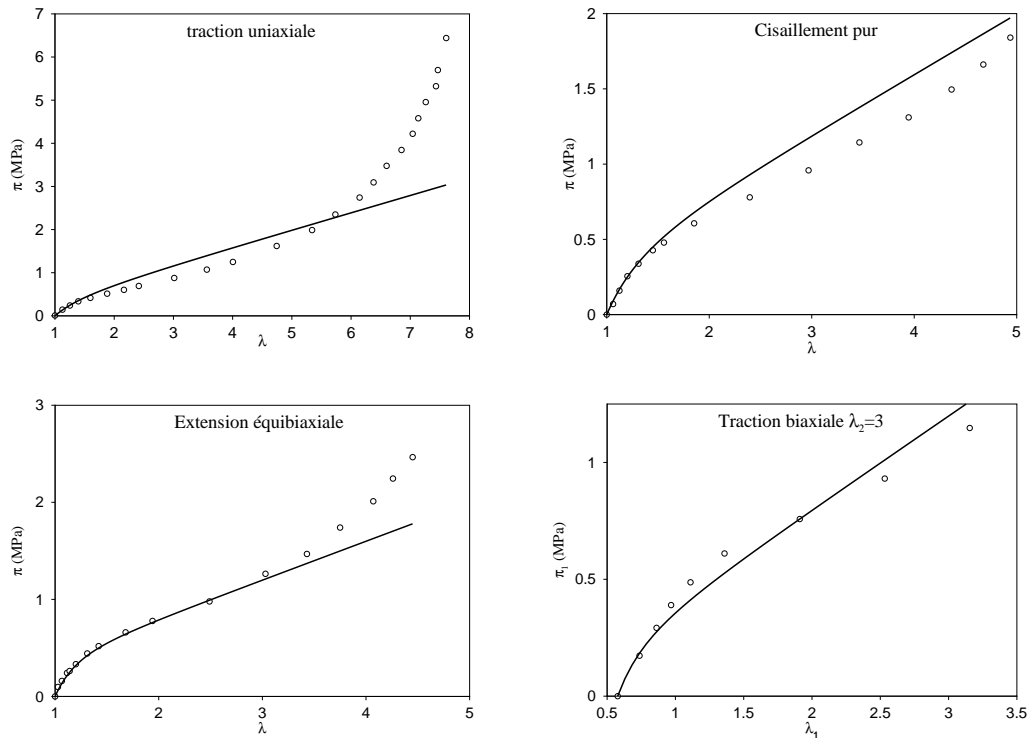 traction uniaxiale
7
6
5
4
3
2
1
0
π (MPa)
1 2 3 4 5 6 7 8
λ
Cisaillement pur
2
1.5
1
0.5
0
π (MPa)
1 2 3 4 5
λ
Extension équibiaxiale
3
2
1
0
π (MPa)
1 2 3 4 5
λ
Traction biaxiale λ₂=3
1
0.5
0
π₁ (MPa)
0.5 1 1.5 2 2.5 3 3.5
λ₁